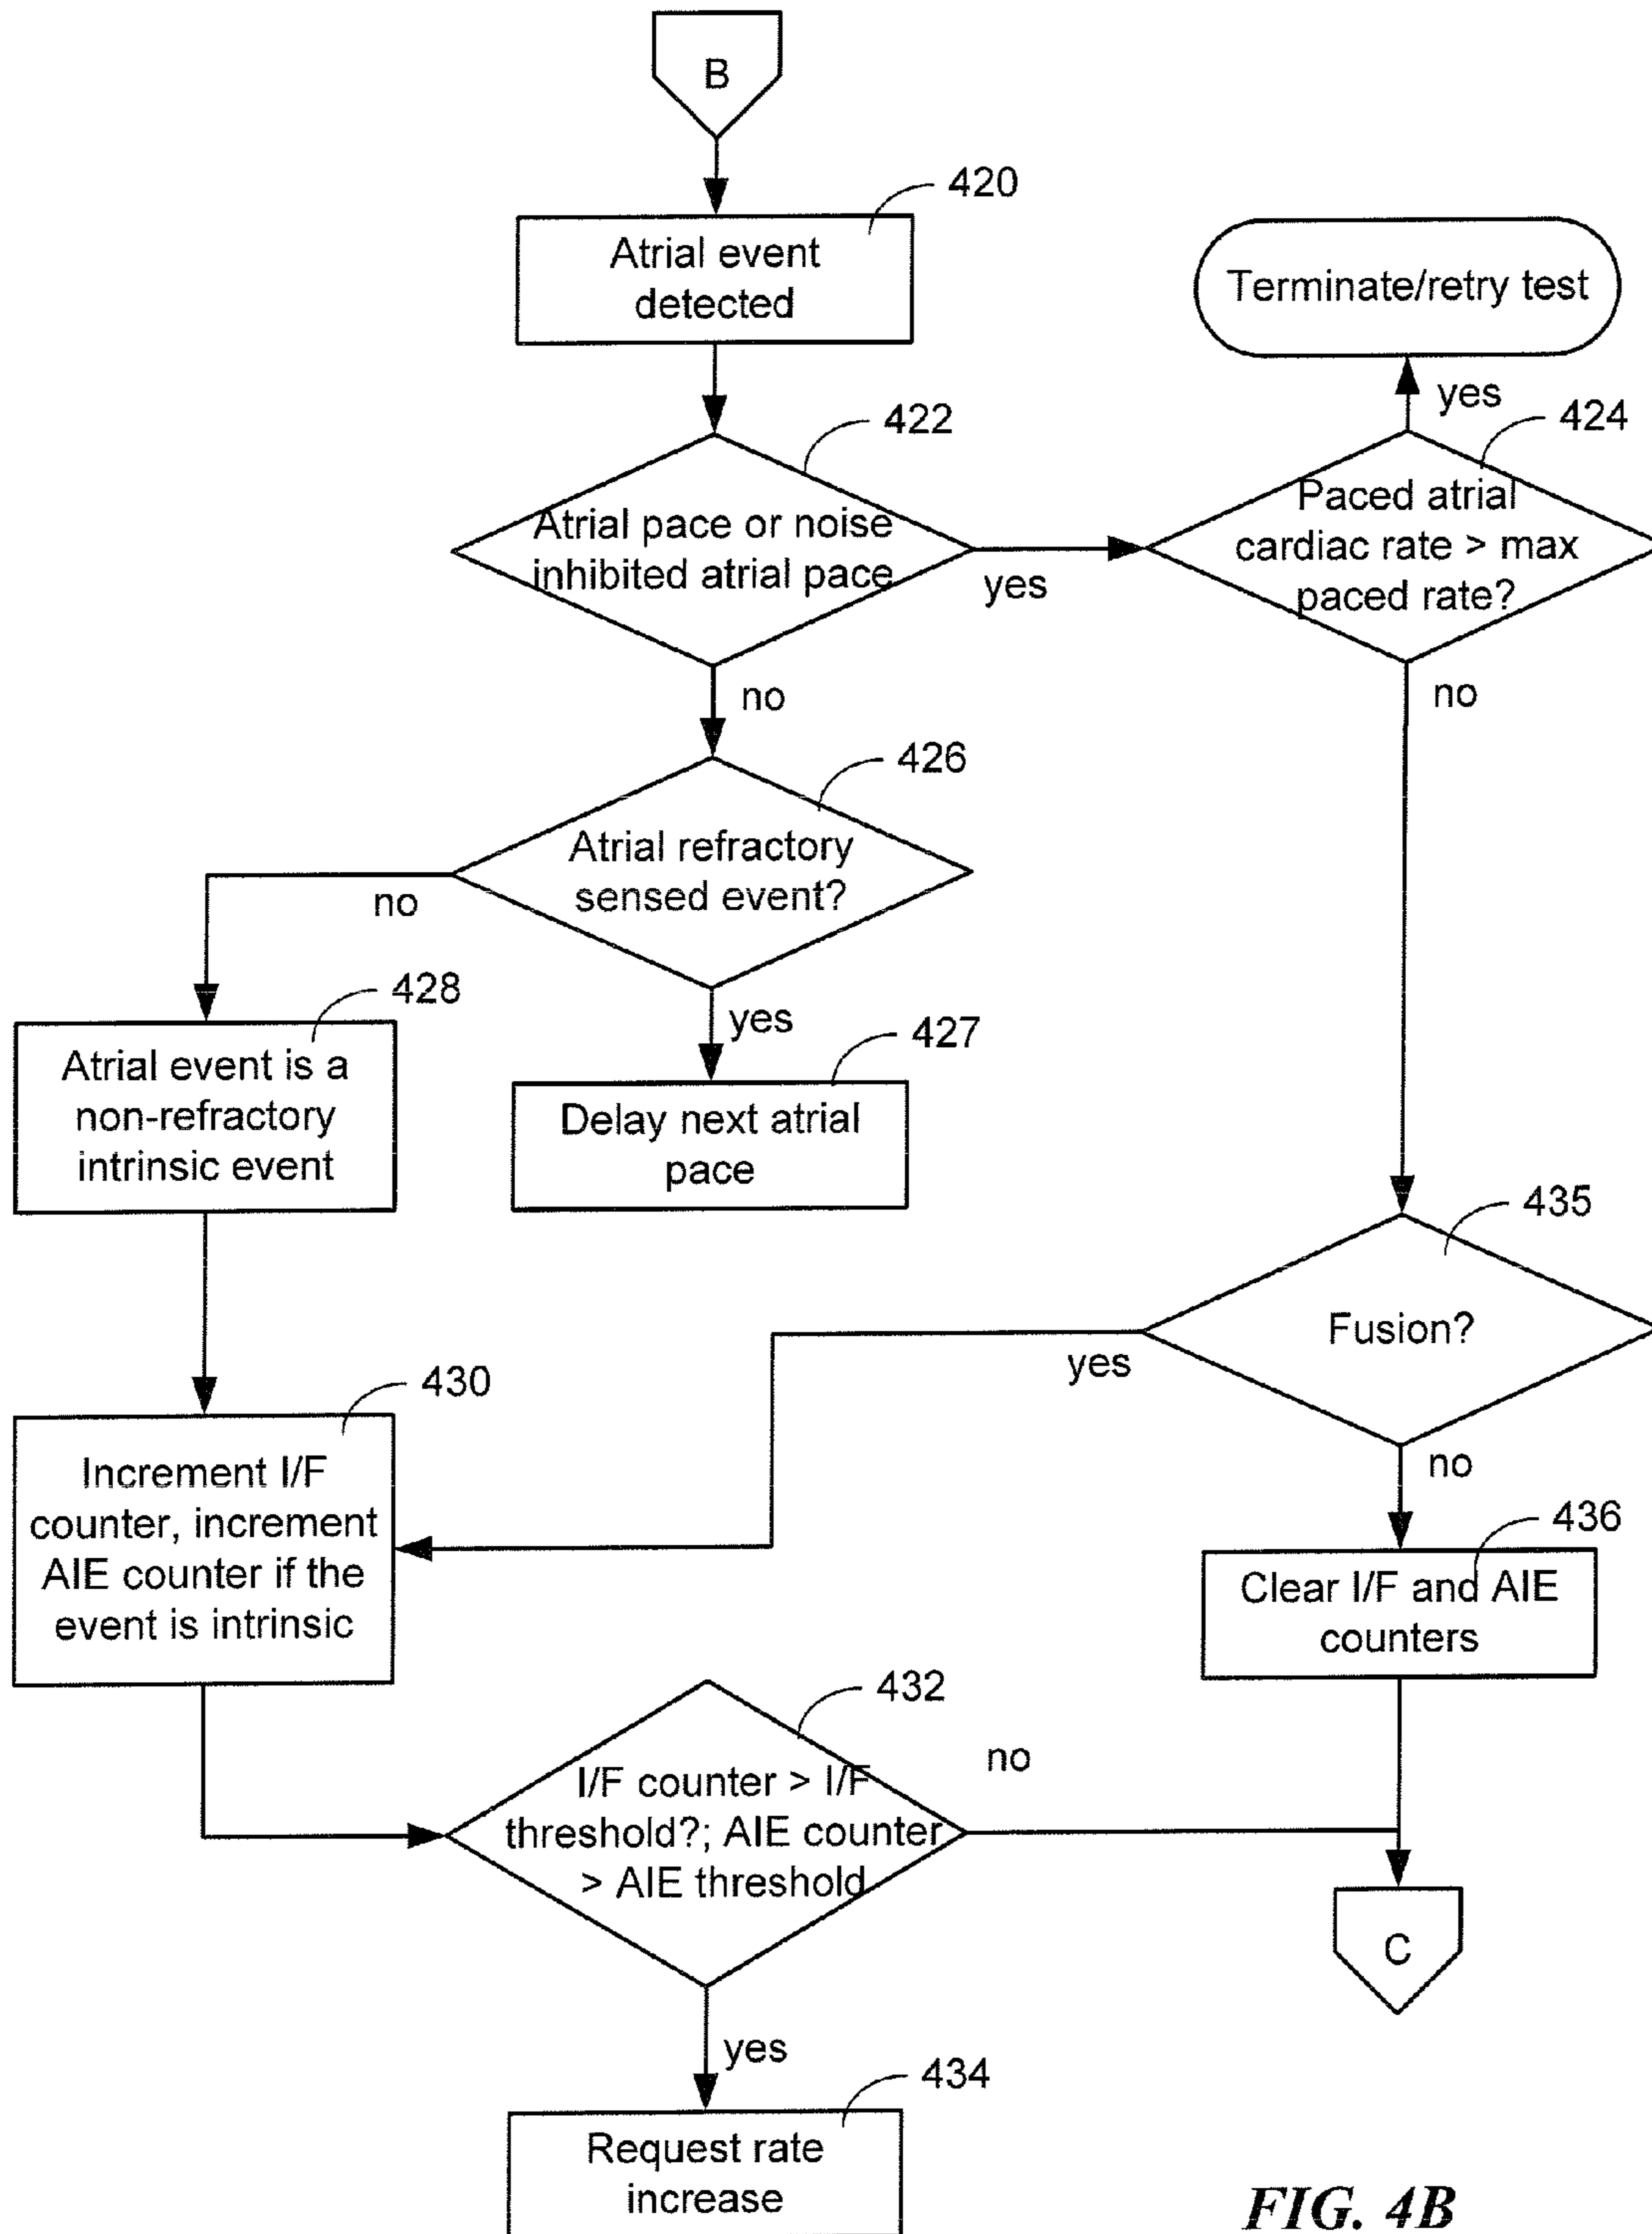 B
420
Atrial event
detected
Terminate/retry test
yes
422
424
Atrial pace or noise
inhibited atrial pace
yes
Paced atrial
cardiac rate > max
paced rate?
no
no
426
Atrial refractory
sensed event?
no
yes
428
Atrial event is a
non-refractory
intrinsic event
427
Delay next atrial
pace
435
Fusion?
yes
no
430
Increment I/F
counter, increment
AIE counter if the
event is intrinsic
436
Clear I/F and AIE
counters
432
I/F counter > I/F
threshold?; AIE counter
> AIE threshold
no
C
yes
434
Request rate
increase
FIG. 4B